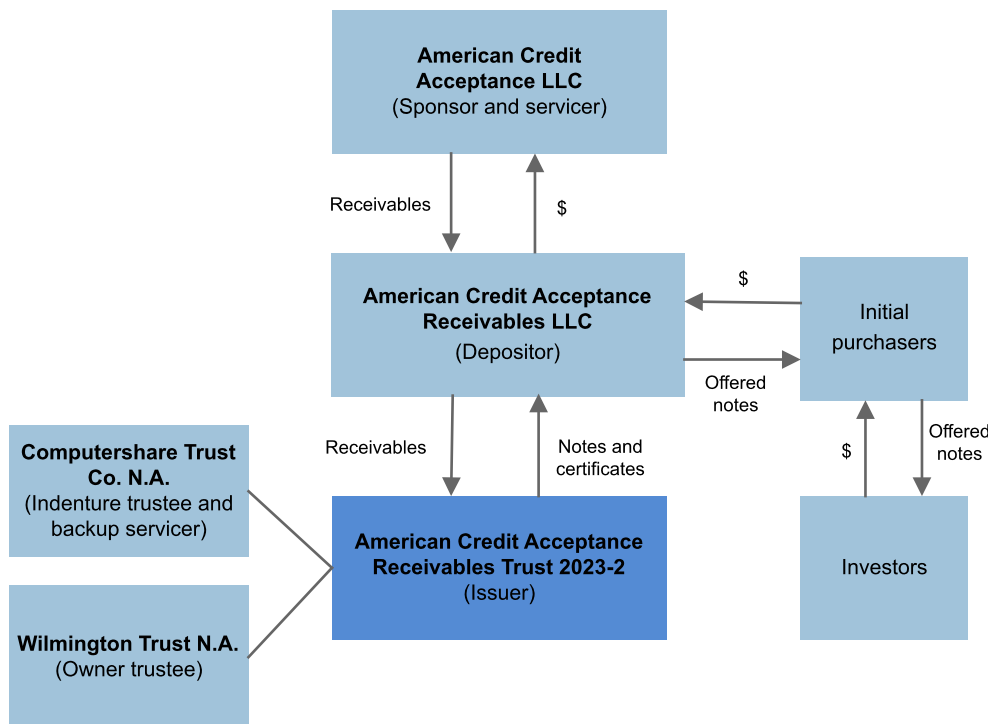 American Credit
Acceptance LLC
(Sponsor and servicer)
Receivables
$
American Credit Acceptance
Receivables LLC
(Depositor)
$
Offered
notes
Initial
purchasers
Receivables
Notes and
certificates
$
Offered
notes
Computershare Trust
Co. N.A.
(Indenture trustee and
backup servicer)
American Credit Acceptance
Receivables Trust 2023-2
(Issuer)
Investors
Wilmington Trust N.A.
(Owner trustee)